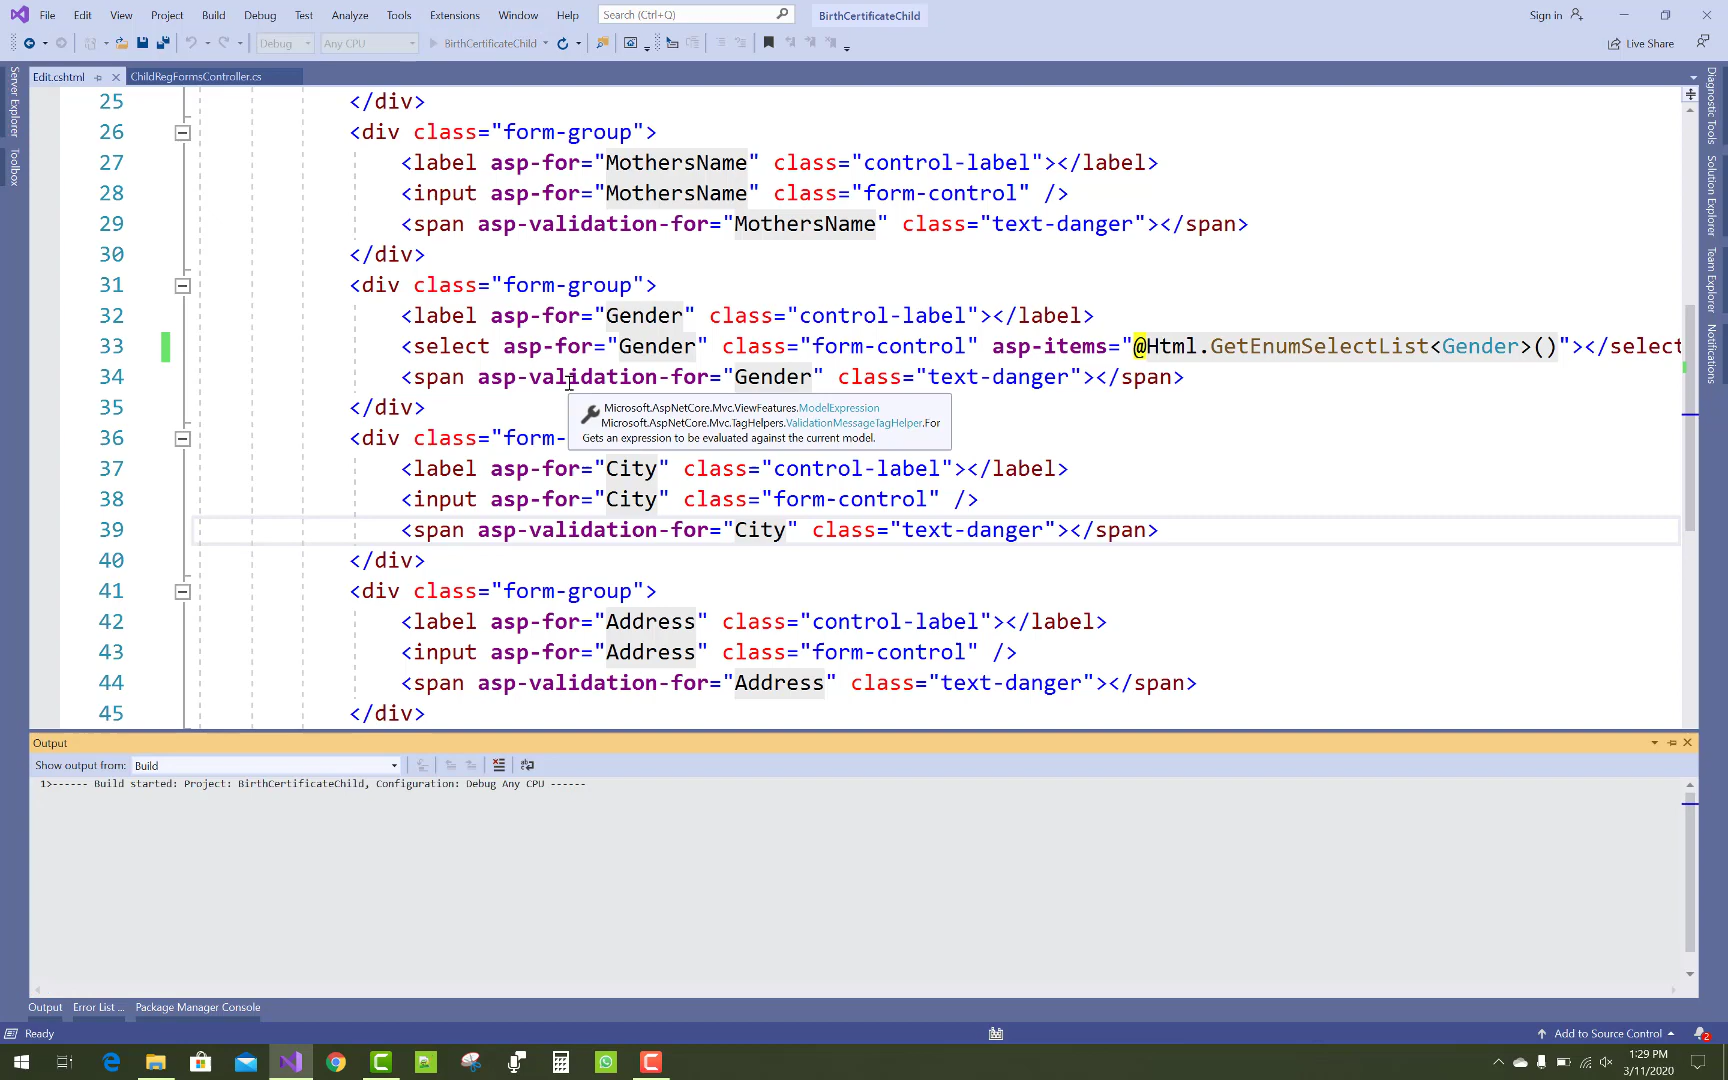 File Edit View Project Build Debug Test Analyze Tools Extensions Window Help Search (Ctrl+Q) BirthCertificateChild Sign in
Debug Any CPU BirthCertificateChild Live Share
Edit.cshtml ChildRegFormsController.cs
Server Explorer
Toolbox
Diagnostic Tools
Solution Explorer
Team Explorer
Notifications
25 </div>
26 <div class="form-group">
27 <label asp-for="MothersName" class="control-label"></label>
28 <input asp-for="MothersName" class="form-control" />
29 <span asp-validation-for="MothersName" class="text-danger"></span>
30 </div>
31 <div class="form-group">
32 <label asp-for="Gender" class="control-label"></label>
33 <select asp-for="Gender" class="form-control" asp-items="@Html.GetEnumSelectList<Gender>()"></select
34 <span asp-validation-for="Gender" class="text-danger"></span>
35 </div>
Microsoft.AspNetCore.Mvc.ViewFeatures.ModelExpression
Microsoft.AspNetCore.Mvc.TagHelpers.ValidationMessageTagHelper.For
Gets an expression to be evaluated against the current model.
36 <div class="form-
37 <label asp-for="City" class="control-label"></label>
38 <input asp-for="City" class="form-control" />
39 <span asp-validation-for="City" class="text-danger"></span>
40 </div>
41 <div class="form-group">
42 <label asp-for="Address" class="control-label"></label>
43 <input asp-for="Address" class="form-control" />
44 <span asp-validation-for="Address" class="text-danger"></span>
45 </div>
Output
Show output from: Build
1>------ Build started: Project: BirthCertificateChild, Configuration: Debug Any CPU ------
Output Error List ... Package Manager Console
Ready Add to Source Control 2
1:29 PM
3/11/2020